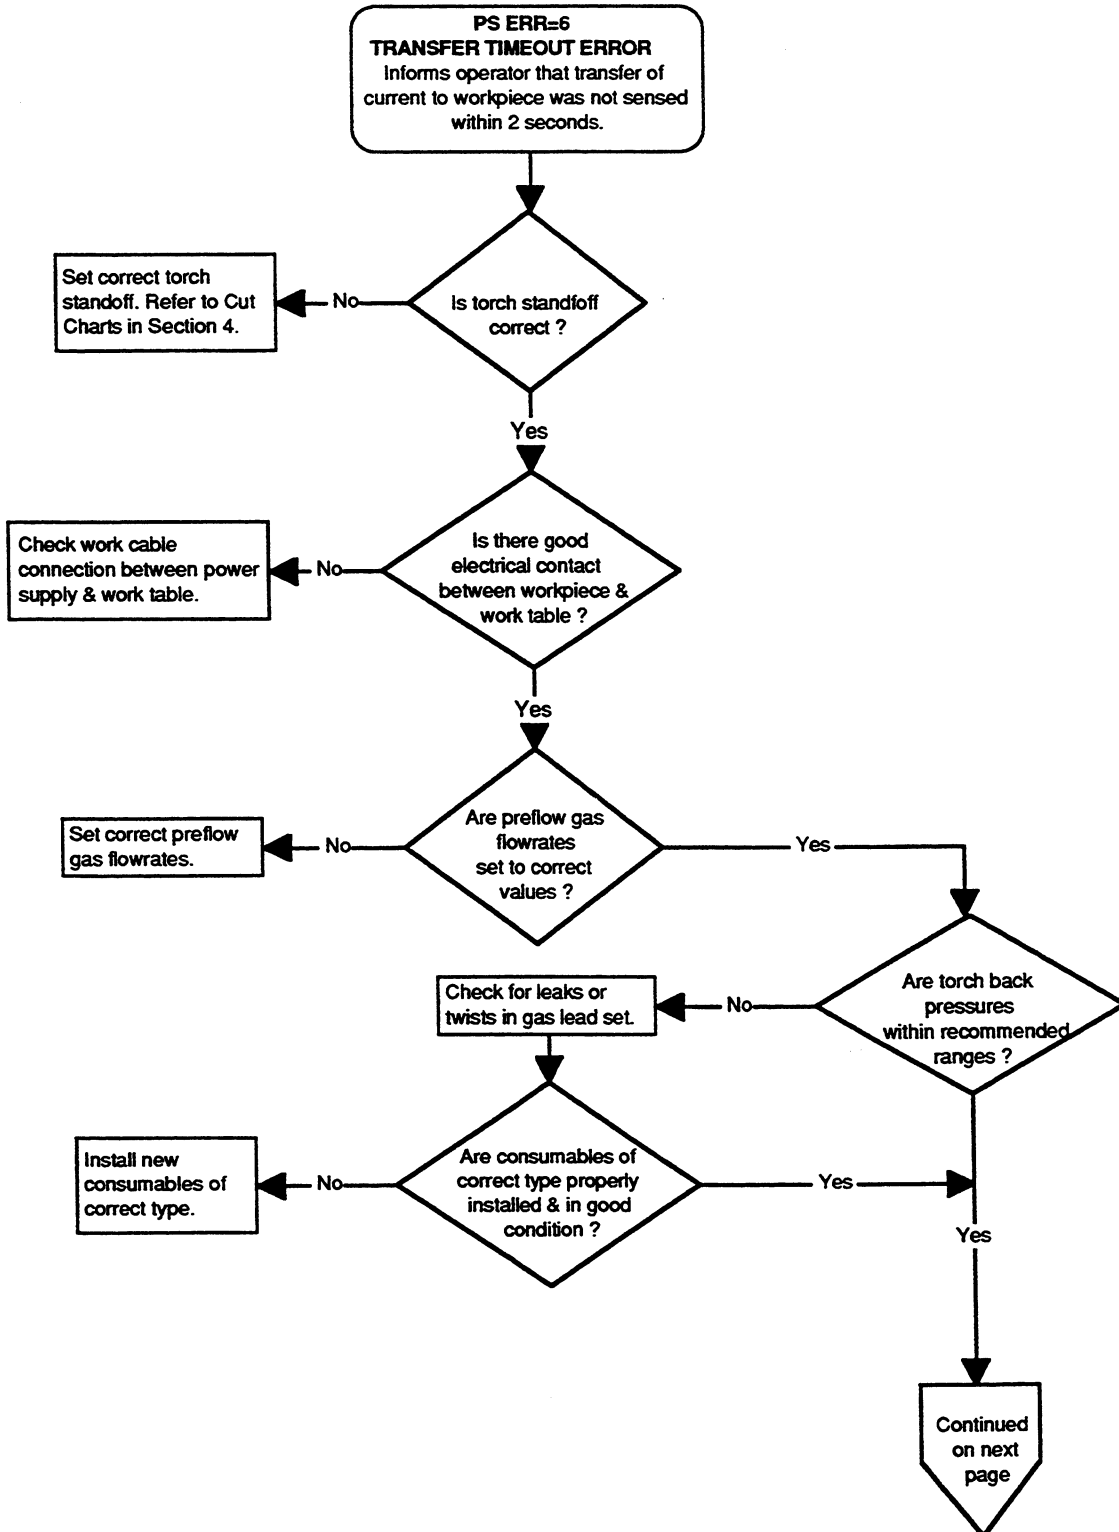 PS ERR=6
TRANSFER TIMEOUT ERROR
Informs operator that transfer of
current to workpiece was not sensed
within 2 seconds.
Set correct torch
standoff. Refer to Cut
Charts in Section 4.
No
Is torch standfoff
correct ?
Yes
Check work cable
connection between power
supply & work table.
No
Is there good
electrical contact
between workpiece &
work table ?
Yes
Set correct preflow
gas flowrates.
No
Are preflow gas
flowrates
set to correct
values ?
Yes
Are torch back
pressures
within recommended
ranges ?
No
Check for leaks or
twists in gas lead set.
Install new
consumables of
correct type.
No
Are consumables of
correct type properly
installed & in good
condition ?
Yes
Yes
Continued
on next
page